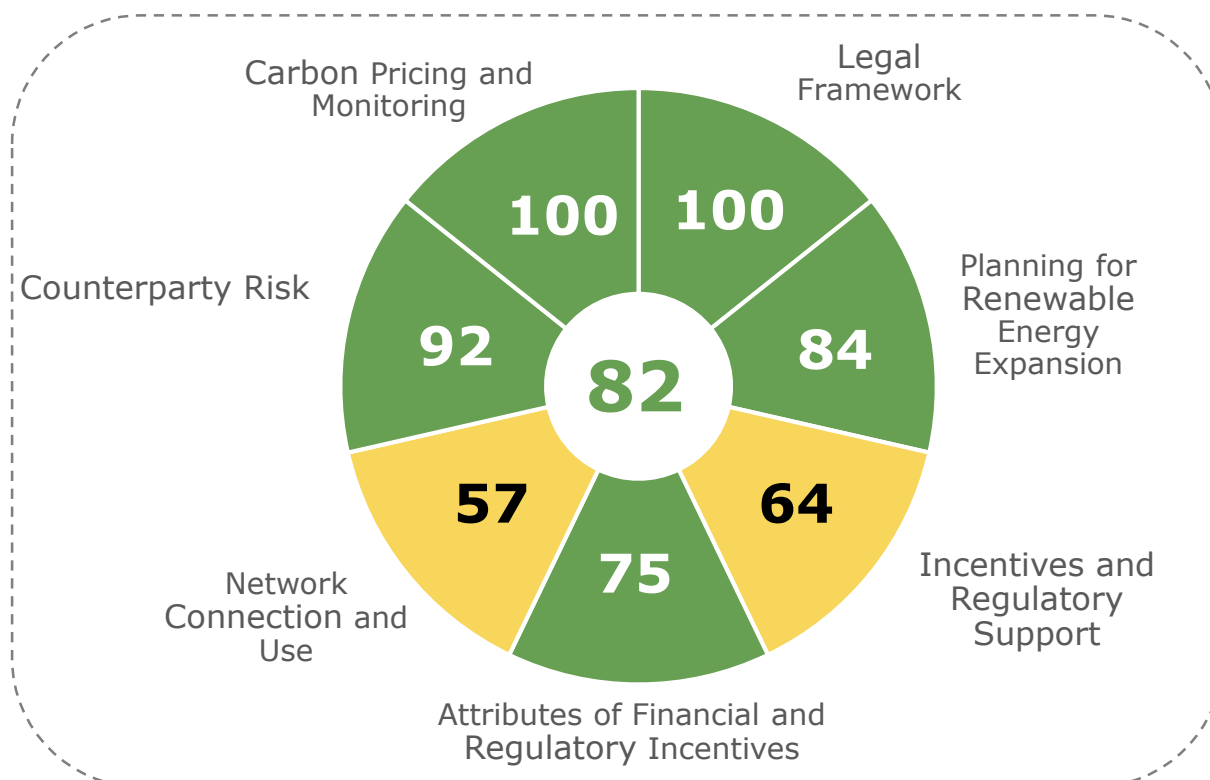 Carbon Pricing and
Monitoring
Legal
Framework
100
100
Counterparty Risk
Planning for
Renewable
Energy
Expansion
92
84
82
57
64
75
Network
Connection and
Use
Incentives and
Regulatory
Support
Attributes of Financial and
Regulatory Incentives